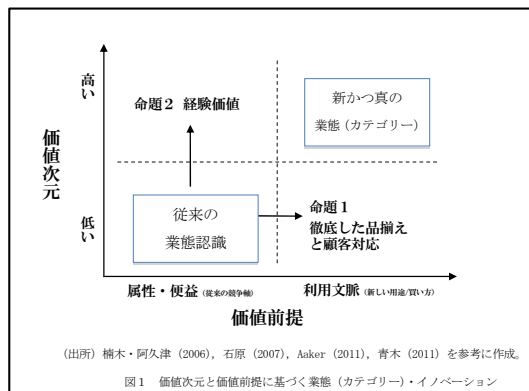 高い
命題２ 経験価値
新かつ真の
業態（カテゴリー）
価値次元
低い
従来の
業態認識
命題１
徹底した品揃え
と顧客対応
属性・便益（従来の競争軸）
利用文脈（新しい用途/買い方）
価値前提
（出所）楠木・阿久津（2006），石原（2007），Aaker（2011），青木（2011）を参考に作成。
図１ 価値次元と価値前提に基づく業態（カテゴリー）・イノベーション